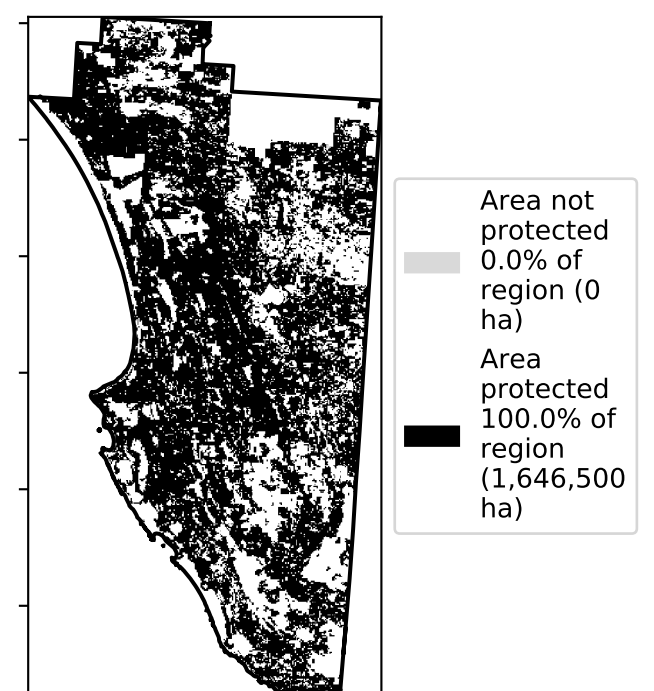 Area not
protected
0.0% of
region (0
ha)
Area
protected
100.0% of
region
(1,646,500
ha)